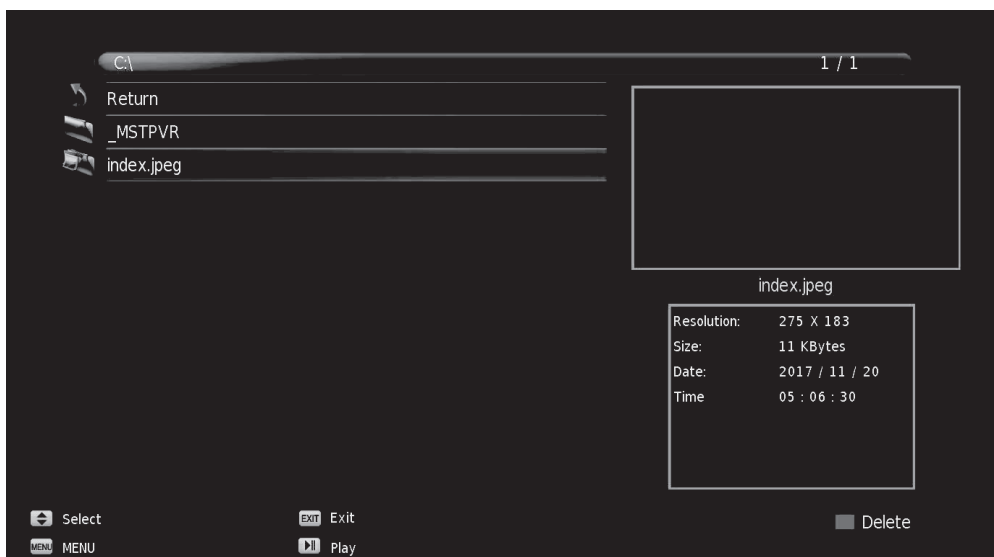 C:\ 1 / 1
Return
_MSTPVR
index.jpeg
index.jpeg
Resolution: 275 X 183
Size: 11 KBytes
Date: 2017 / 11 / 20
Time 05 : 06 : 30
Select EXIT Exit Delete
MENU MENU Play